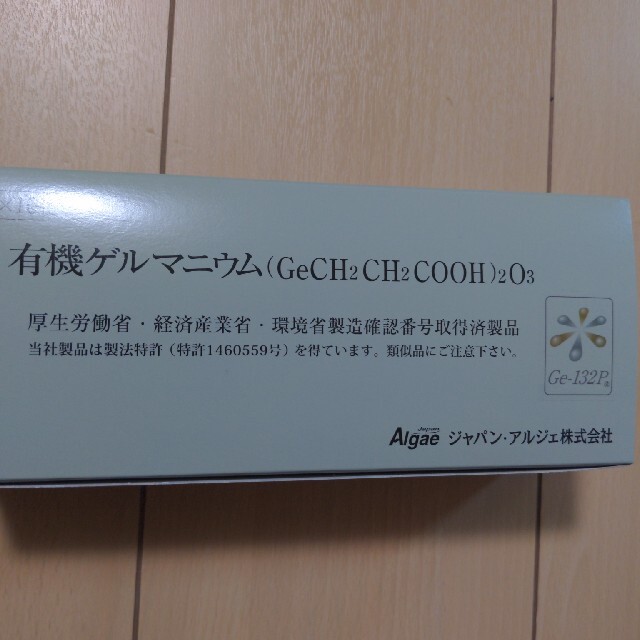 有機ゲルマニウム(GeCH2CH2COOH)2O3
厚生労働省・経済産業省・環境省製造確認番号取得済製品
当社製品は製法特許(特許1460559号)を得ています。類似品にご注意下さい。
Ge-132P®
Japan Algae ジャパン・アルジェ株式会社